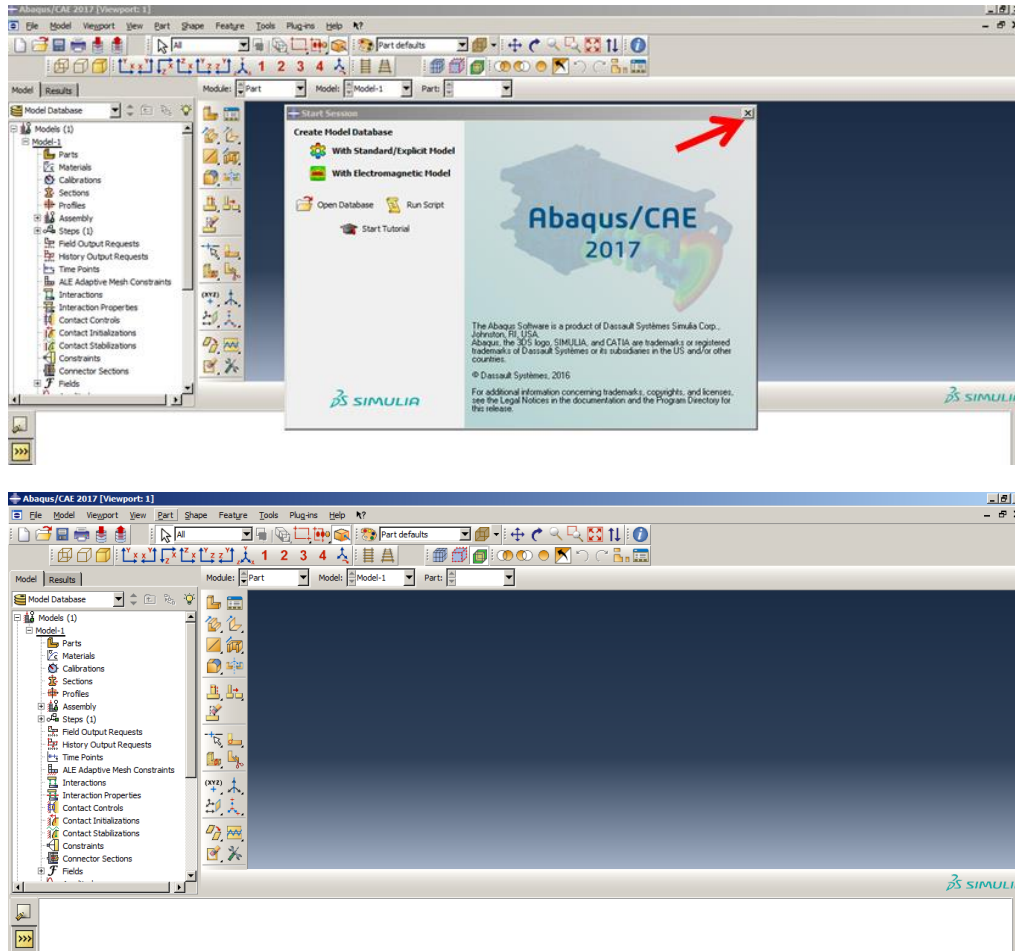 Abaqus/CAE 2017 [Viewport: 1]
File Model Viewport View Part Shape Feature Tools Plug-ins Help
All Part defaults
1 2 3 4
Model Results Module: Part Model: Model-1 Part:
Model Database
Models (1)
Model-1
Parts
Materials
Calibrations
Sections
Profiles
Assembly
Steps (1)
Field Output Requests
History Output Requests
Time Points
ALE Adaptive Mesh Constraints
Interactions
Interaction Properties
Contact Controls
Contact Initializations
Contact Stabilizations
Constraints
Connector Sections
Fields
(XYZ)
Start Session
Create Model Database
With Standard/Explicit Model
With Electromagnetic Model
Open Database Run Script
Start Tutorial
Abaqus/CAE
2017
The Abaqus Software is a product of Dassault Systèmes Simulia Corp.,
Johnston, RI, USA.
Abaqus, the 3DS logo, SIMULIA, and CATIA are trademarks or registered
trademarks of Dassault Systèmes or its subsidiaries in the US and/or other
countries.
© Dassault Systèmes, 2016
For additional information concerning trademarks, copyrights, and licenses,
see the Legal Notices in the documentation and the Program Directory for
this release.
SIMULIA
SIMULI
>>>
Abaqus/CAE 2017 [Viewport: 1]
File Model Viewport View Part Shape Feature Tools Plug-ins Help
All Part defaults
1 2 3 4
Model Results Module: Part Model: Model-1 Part:
Model Database
Models (1)
Model-1
Parts
Materials
Calibrations
Sections
Profiles
Assembly
Steps (1)
Field Output Requests
History Output Requests
Time Points
ALE Adaptive Mesh Constraints
Interactions
Interaction Properties
Contact Controls
Contact Initializations
Contact Stabilizations
Constraints
Connector Sections
Fields
(XYZ)
SIMULI
>>>